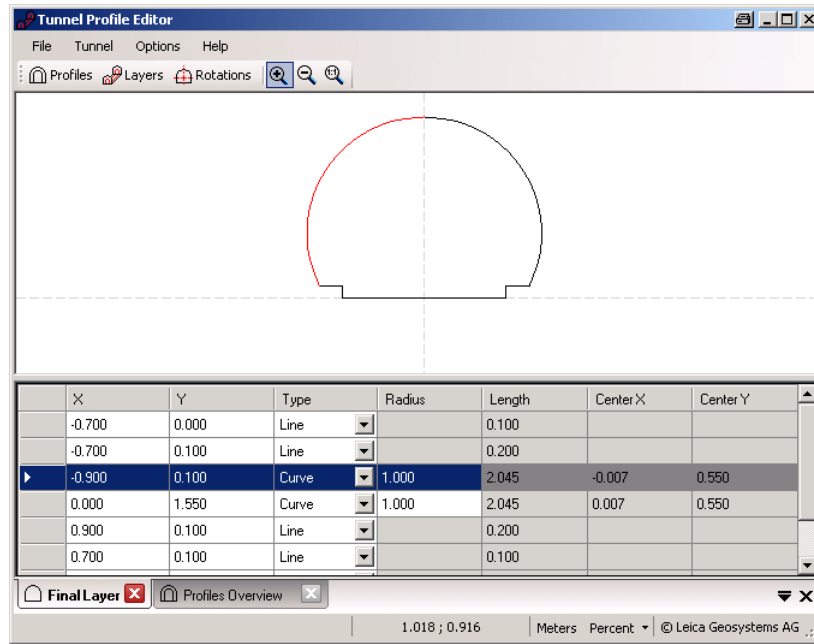 Tunnel Profile Editor
File Tunnel Options Help
Profiles Layers Rotations
X Y Type Radius Length Center X Center Y
-0.700 0.000 Line 0.100
-0.700 0.100 Line 0.200
-0.900 0.100 Curve 1.000 2.045 -0.007 0.550
0.000 1.550 Curve 1.000 2.045 0.007 0.550
0.900 0.100 Line 0.200
0.700 0.100 Line 0.100
Final Layer Profiles Overview
1.018 ; 0.916 Meters Percent © Leica Geosystems AG